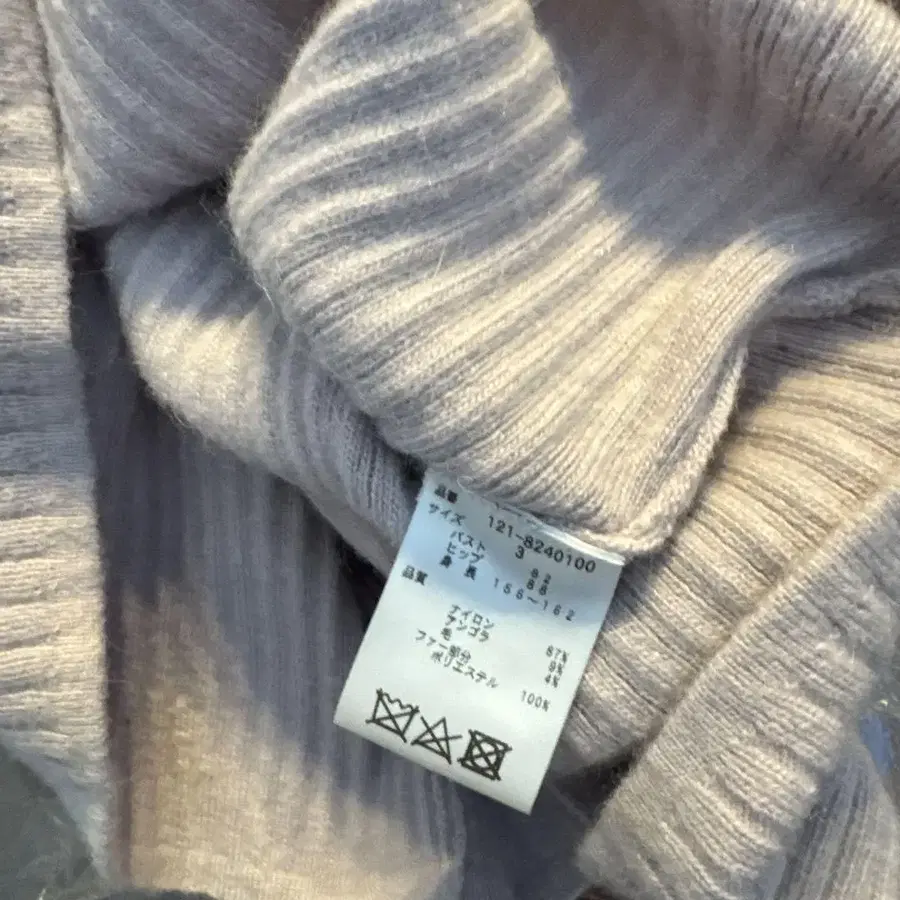 品番
121-8240100
サイズ 3
バスト 82
ヒップ 88
身長 156~162
品質
ナイロン 87%
アンゴラ 9%
毛 4%
ファー部分
ポリエステル 100%